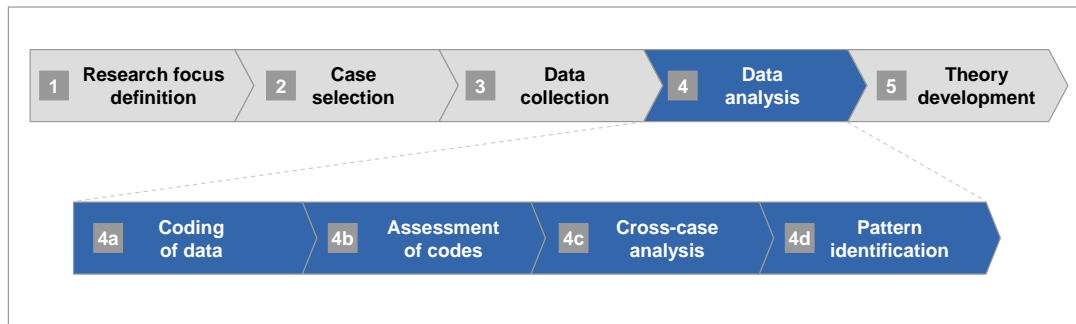 1 Research focus definition
2 Case selection
3 Data collection
4 Data analysis
5 Theory development
4a Coding of data
4b Assessment of codes
4c Cross-case analysis
4d Pattern identification